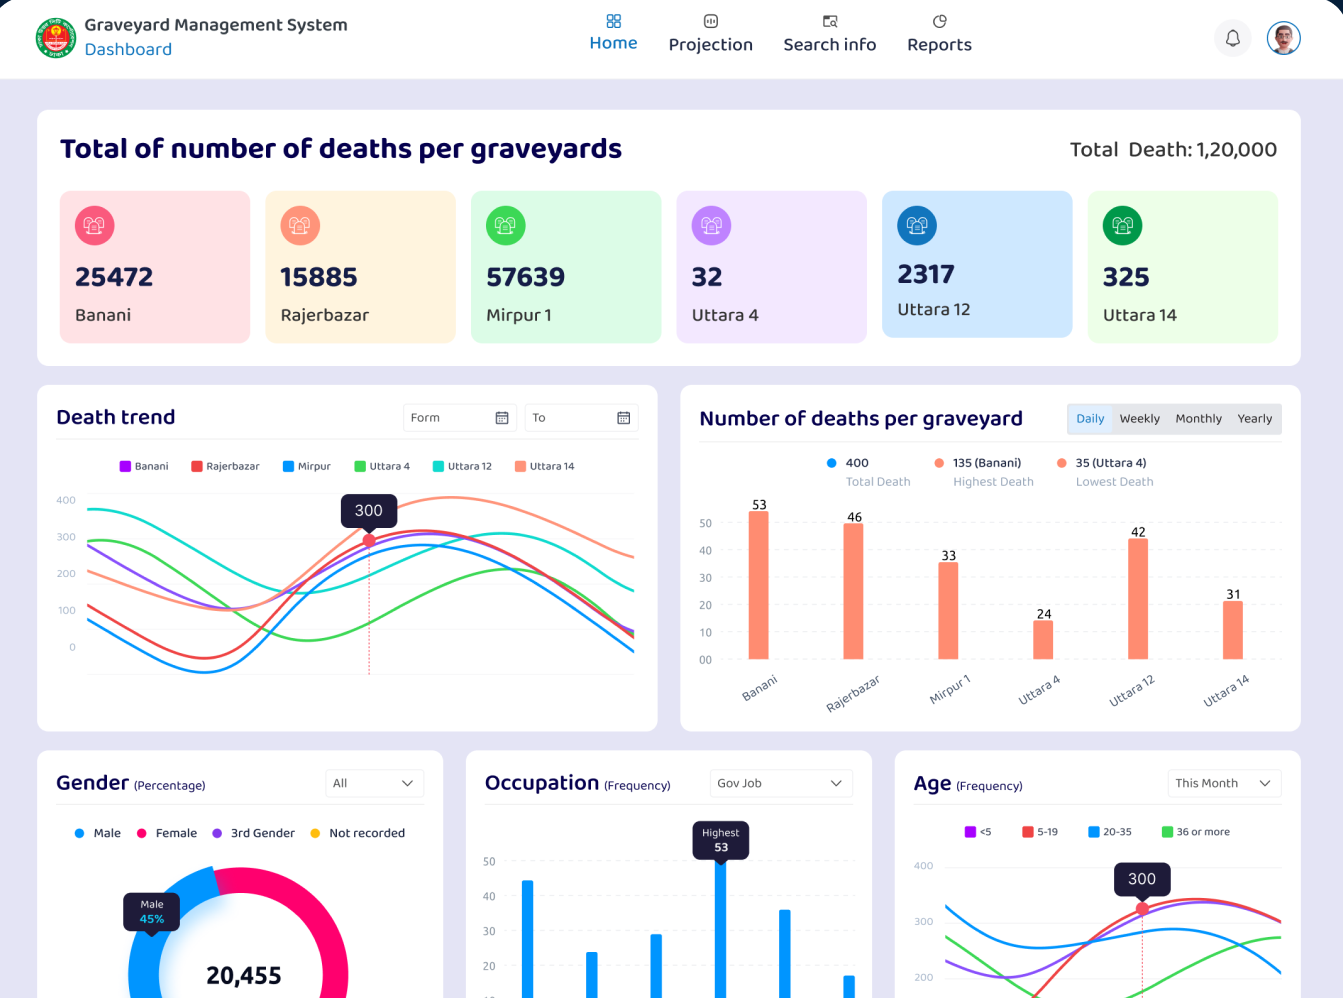 Graveyard Management System
Dashboard
Home
Projection
Search info
Reports
Total of number of deaths per graveyards
Total Death: 1,20,000
25472
Banani
15885
Rajerbazar
57639
Mirpur 1
32
Uttara 4
2317
Uttara 12
325
Uttara 14
Death trend
Form
To
Banani
Rajerbazar
Mirpur
Uttara 4
Uttara 12
Uttara 14
400
300
200
100
0
300
Number of deaths per graveyard
Daily
Weekly
Monthly
Yearly
400
Total Death
135 (Banani)
Highest Death
35 (Uttara 4)
Lowest Death
50
40
30
20
10
00
53
46
33
24
42
31
Banani
Rajerbazar
Mirpur 1
Uttara 4
Uttara 12
Uttara 14
Gender (Percentage)
All
Male
Female
3rd Gender
Not recorded
Male
45%
20,455
Occupation (Frequency)
Gov Job
Highest
53
50
40
30
20
Age (Frequency)
This Month
<5
5-19
20-35
36 or more
400
300
200
300